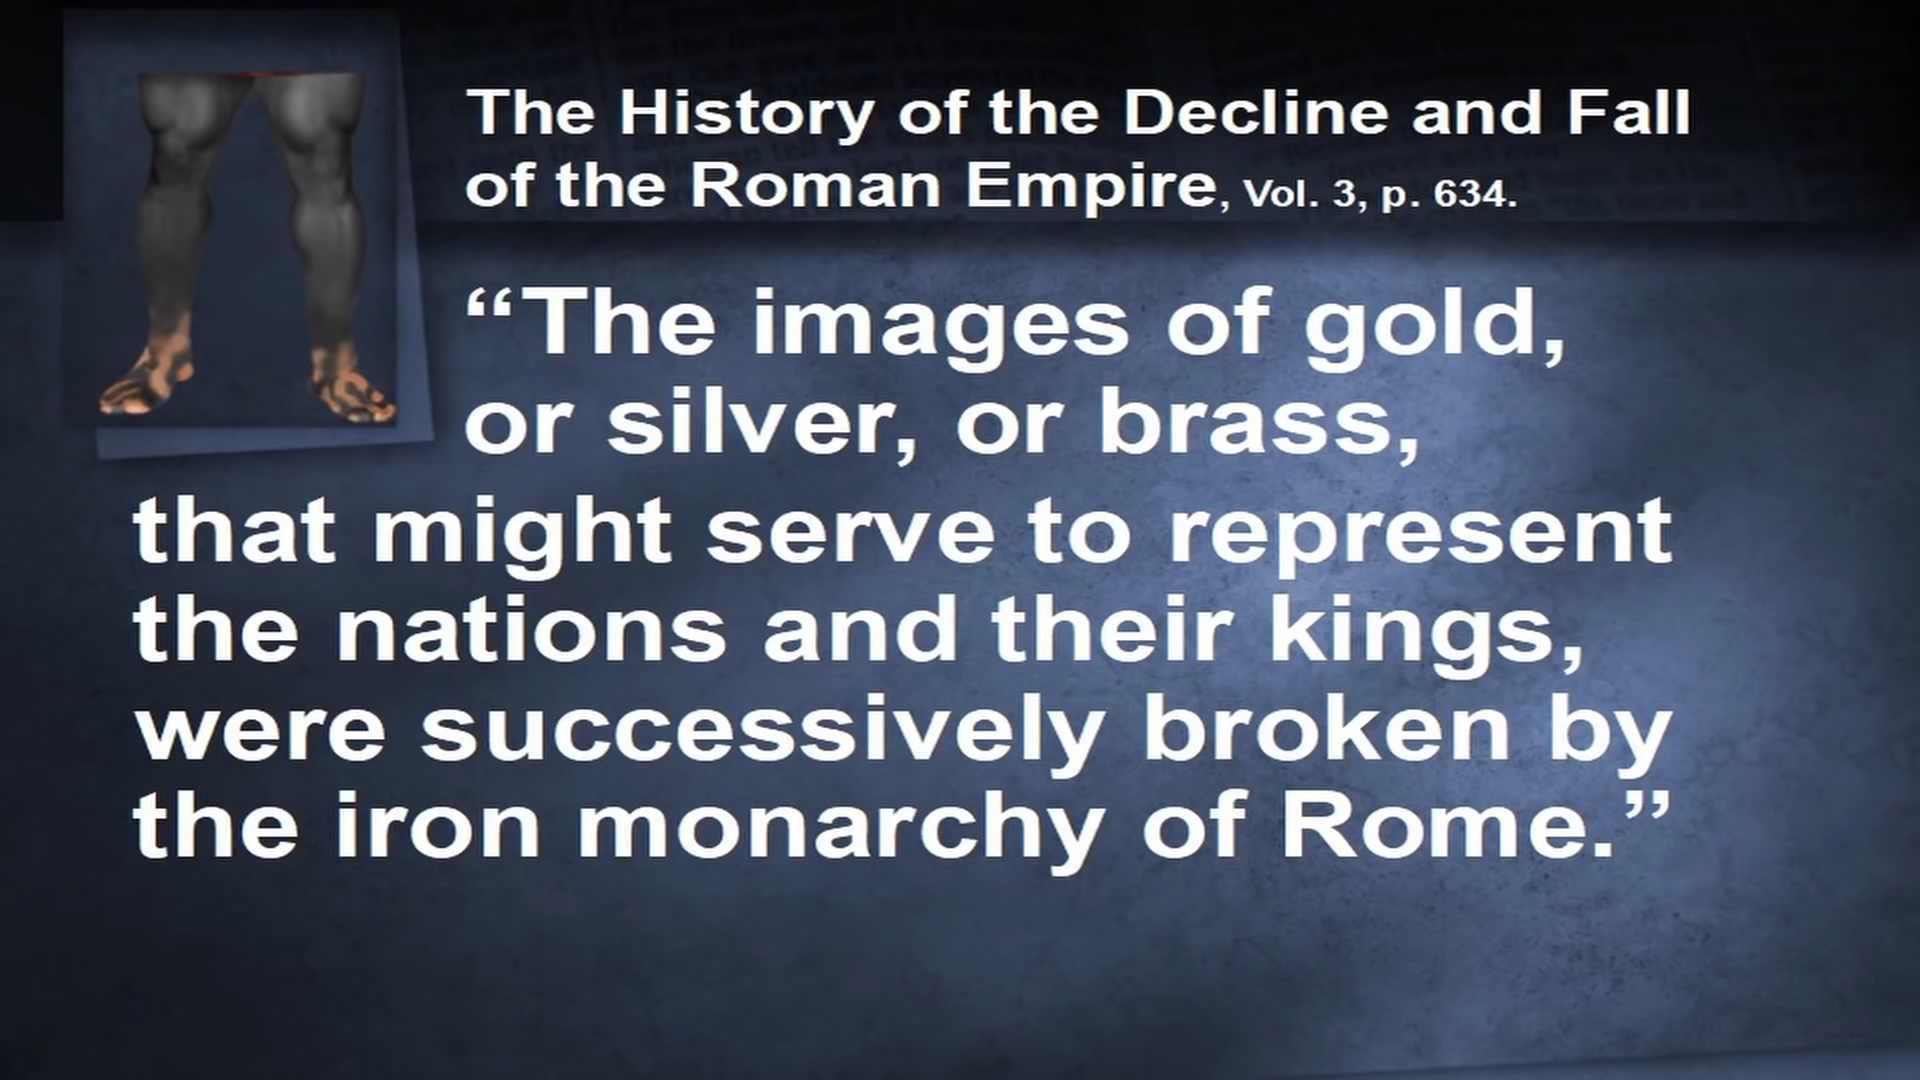 The History of the Decline and Fall
of the Roman Empire, Vol. 3, p. 634.
“The images of gold,
or silver, or brass,
that might serve to represent
the nations and their kings,
were successively broken by
the iron monarchy of Rome.”